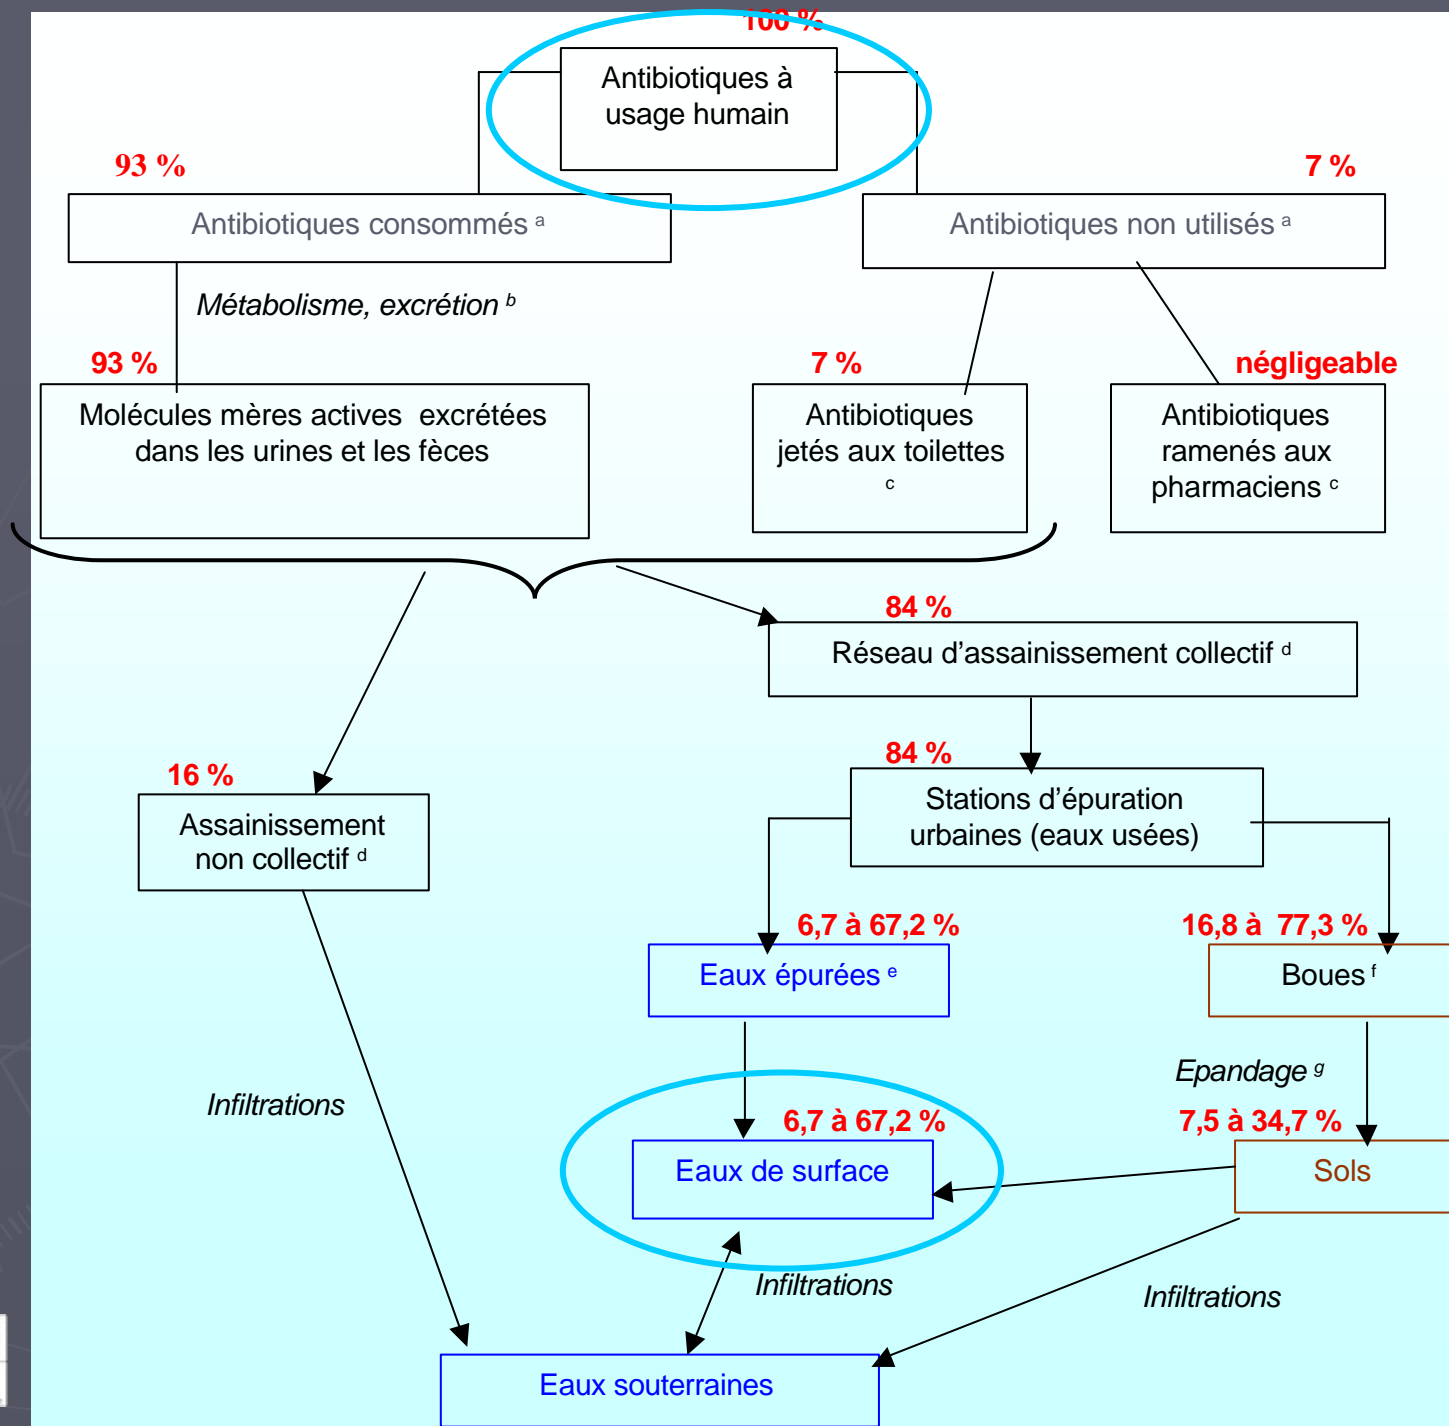 100 %
Antibiotiques à
usage humain
93 %
7 %
Antibiotiques consommés a
Antibiotiques non utilisés a
Métabolisme, excrétion b
93 %
7 %
négligeable
Molécules mères actives excrétées
dans les urines et les fèces
Antibiotiques
jetés aux toilettes
c
Antibiotiques
ramenés aux
pharmaciens c
84 %
Réseau d'assainissement collectif d
84 %
Stations d'épuration
urbaines (eaux usées)
16 %
Assainissement
non collectif d
6,7 à 67,2 %
16,8 à 77,3 %
Eaux épurées e
Boues f
Epandage g
Infiltrations
6,7 à 67,2 %
7,5 à 34,7 %
Eaux de surface
Sols
Infiltrations
Infiltrations
Eaux souterraines